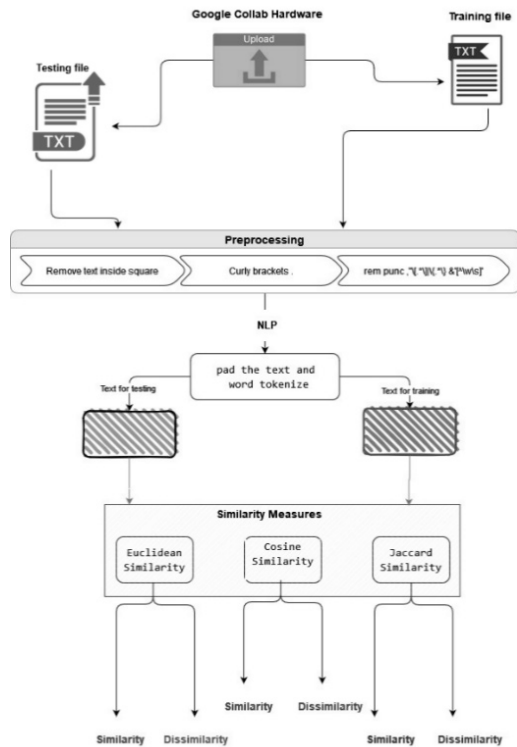 Google Collab Hardware
Training file
Upload
Testing file
TXT
TXT
Preprocessing
Remove text inside square
Curly brackets .
rem punc ,"\[.*\]|\{.*\} &'[^\w\s]'
NLP
pad the text and
word tokenize
Text for testing
Text for training
Similarity Measures
Euclidean
Similarity
Cosine
Similarity
Jaccard
Similarity
Similarity
Dissimilarity
Similarity
Dissimilarity
Similarity
Dissimilarity